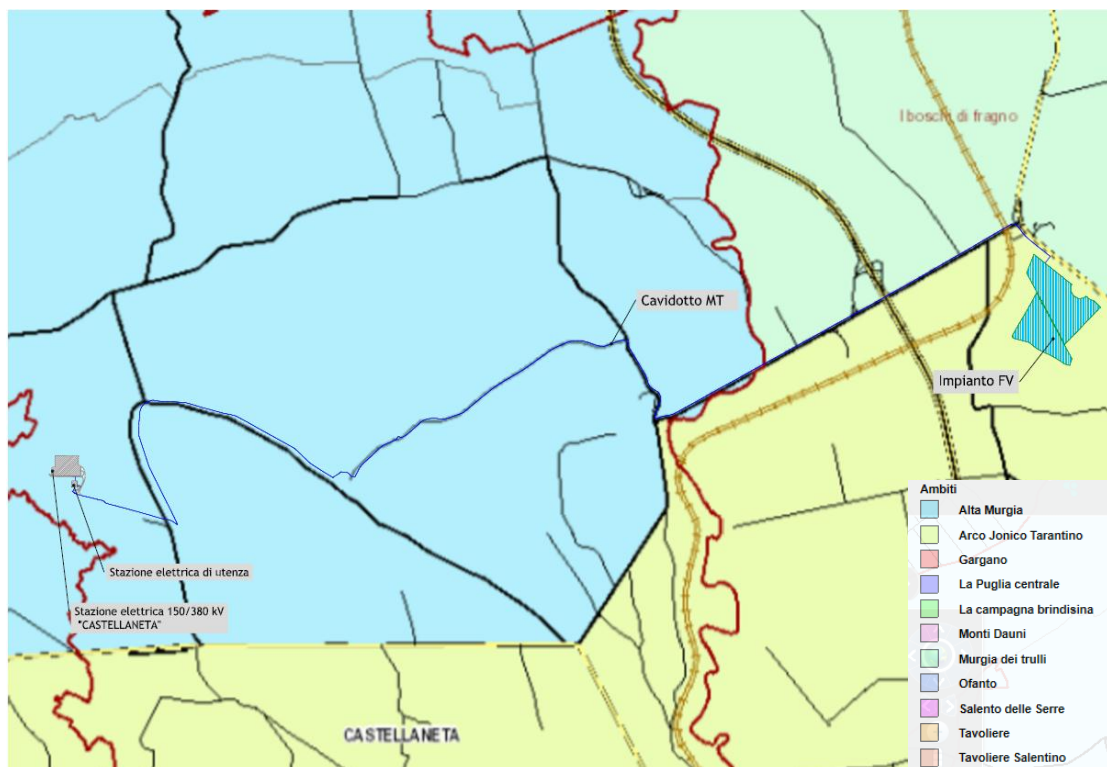 I boschi di fragno
Cavidotto MT
Impianto FV
Stazione elettrica di utenza
Stazione elettrica 150/380 kV
"CASTELLANETA"
CASTELLANETA
Ambiti
Alta Murgia
Arco Jonico Tarantino
Gargano
La Puglia centrale
La campagna brindisina
Monti Dauni
Murgia dei trulli
Ofanto
Salento delle Serre
Tavoliere
Tavoliere Salentino